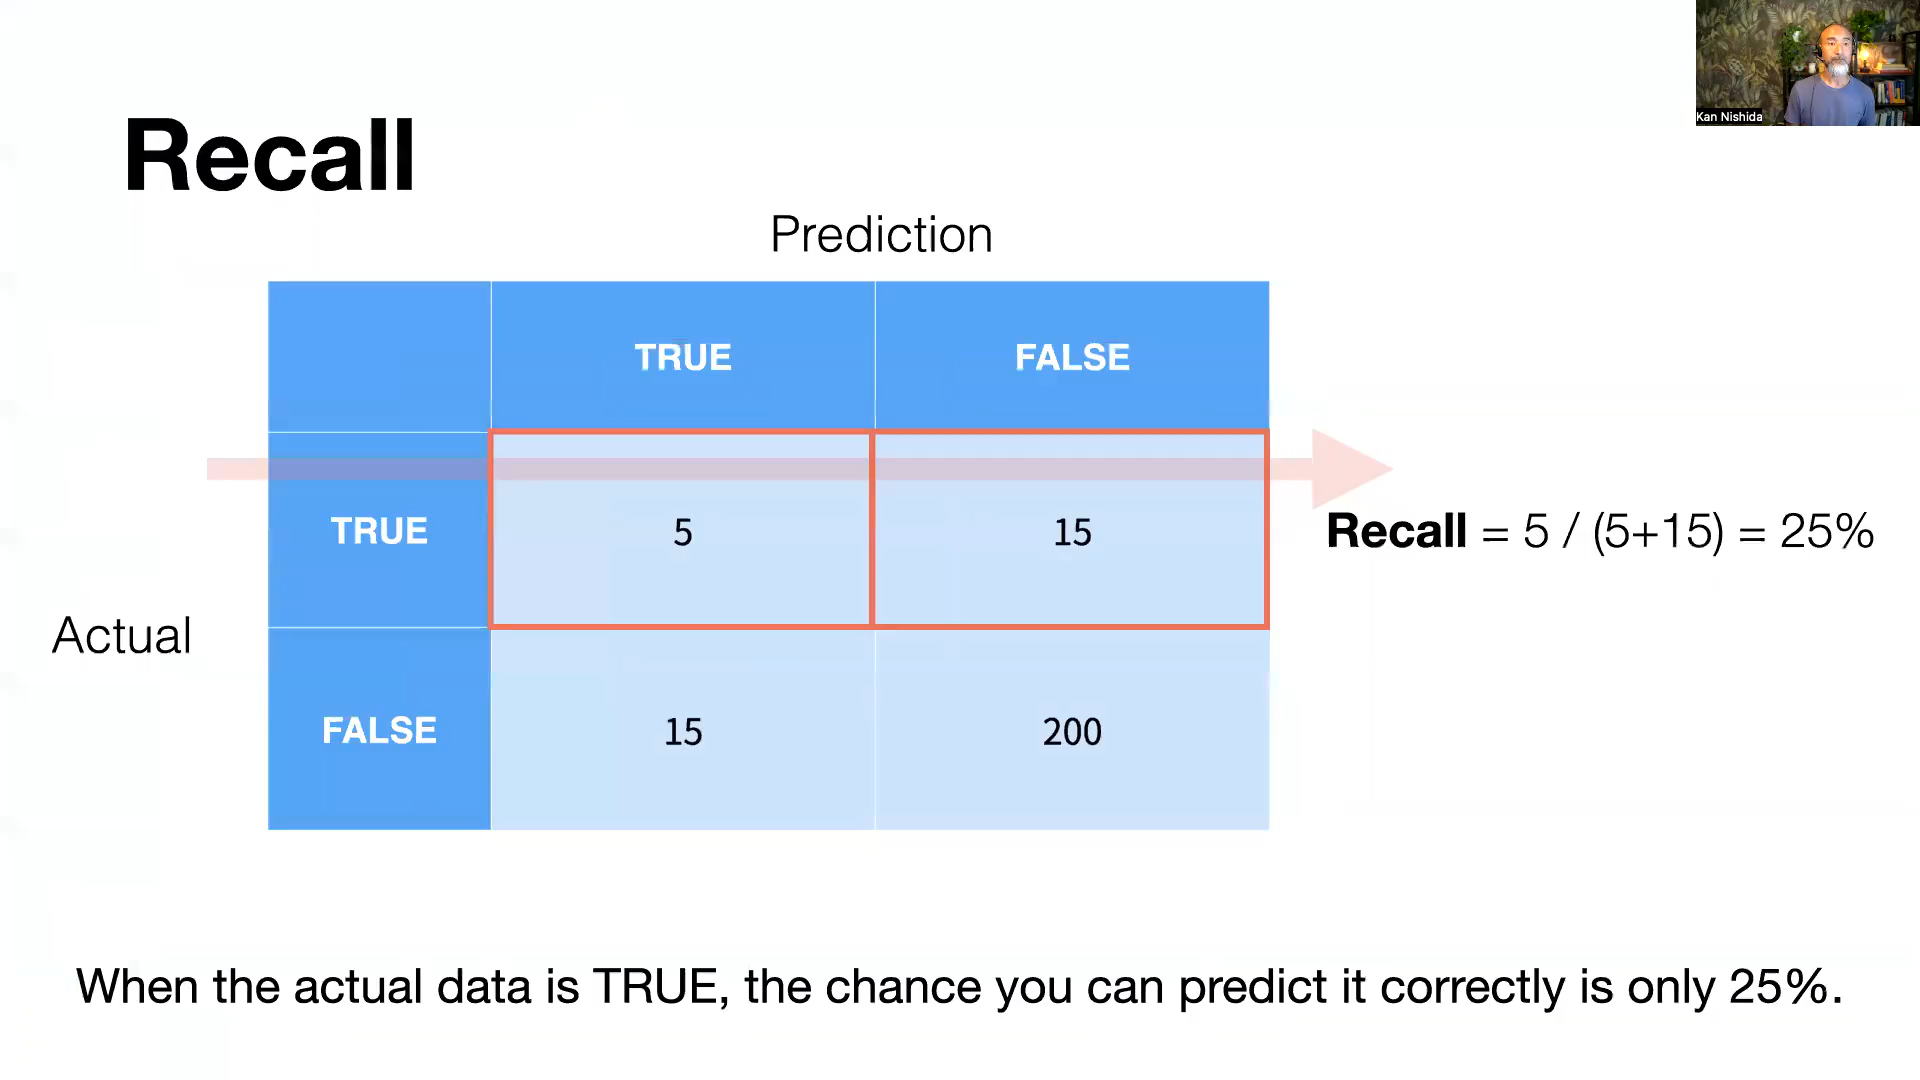 Kan Nishida
Recall
Prediction
TRUE FALSE
TRUE 5 15
Recall = 5 / (5+15) = 25%
Actual
FALSE 15 200
When the actual data is TRUE, the chance you can predict it correctly is only 25%.